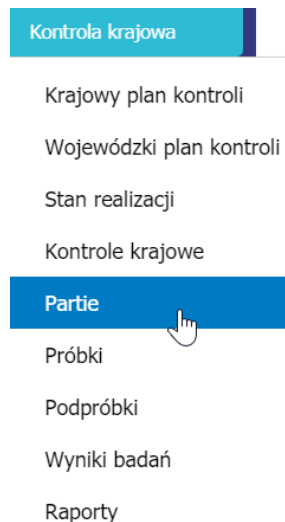 Kontrola krajowa
Krajowy plan kontroli
Wojewódzki plan kontroli
Stan realizacji
Kontrole krajowe
Partie
Próbki
Podpróbki
Wyniki badań
Raporty